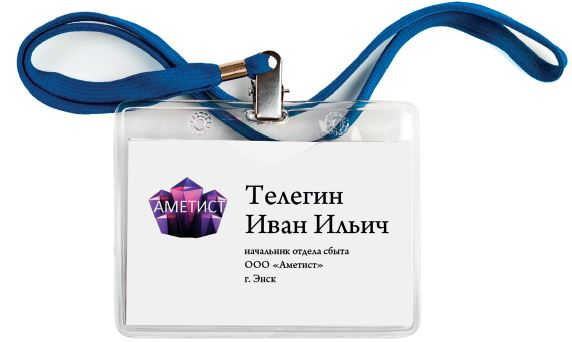 АМЕТИСТ
Телегин
Иван Ильич
начальник отдела сбыта
ООО «Аметист»
г. Энск